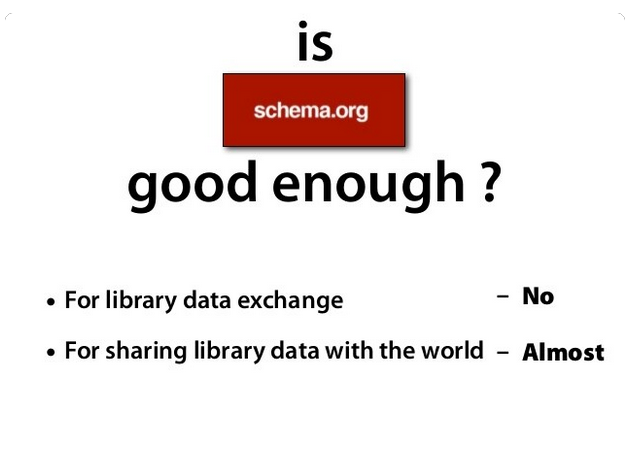 is
schema.org
good enough ?
• For library data exchange – No
• For sharing library data with the world – Almost